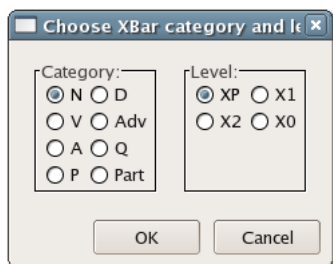 Choose XBar category and le
Category: Level:
N D XP X1
V Adv X2 X0
A Q
P Part
OK Cancel